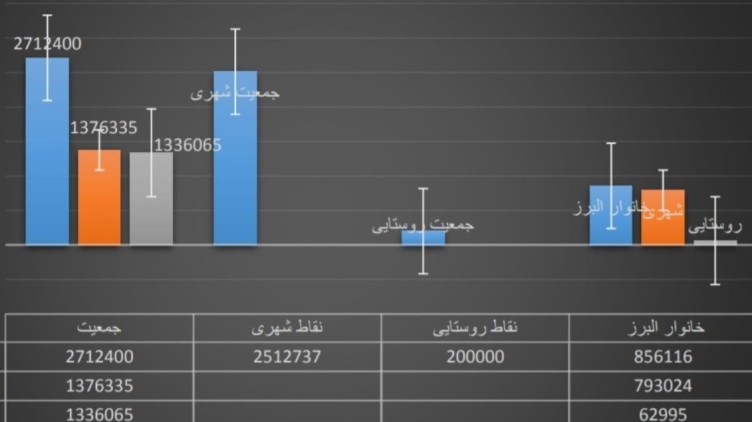 2712400
1376335
1336065
جمعیت شهری
جمعیت روستایی
خانوار البرز
شهری
روستایی
جمعیت
نقاط شهری
نقاط روستایی
خانوار البرز
2712400 2512737 200000 856116
1376335 793024
1336065 62995